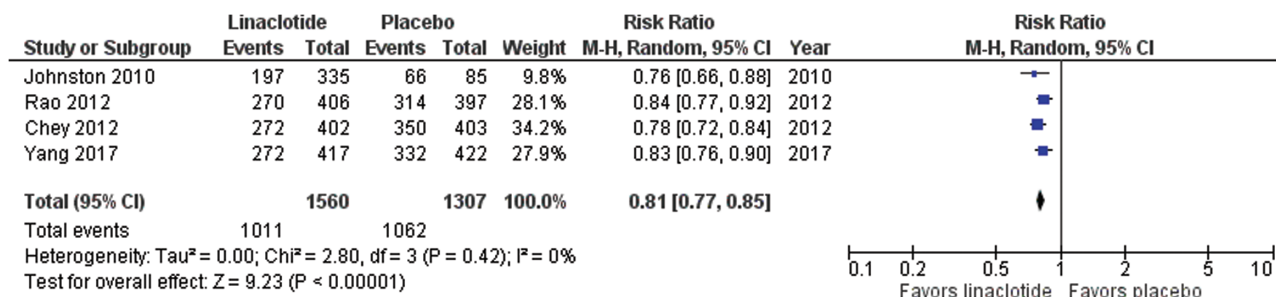 Linaclotide Placebo Risk Ratio Risk Ratio
Study or Subgroup Events Total Events Total Weight M-H, Random, 95% CI Year M-H, Random, 95% CI
Johnston 2010 197 335 66 85 9.8% 0.76 [0.66, 0.88] 2010
Rao 2012 270 406 314 397 28.1% 0.84 [0.77, 0.92] 2012
Chey 2012 272 402 350 403 34.2% 0.78 [0.72, 0.84] 2012
Yang 2017 272 417 332 422 27.9% 0.83 [0.76, 0.90] 2017
Total (95% CI) 1560 1307 100.0% 0.81 [0.77, 0.85]
Total events 1011 1062
Heterogeneity: Tau² = 0.00; Chi² = 2.80, df = 3 (P = 0.42); I² = 0%
Test for overall effect: Z = 9.23 (P < 0.00001)
0.1 0.2 0.5 1 2 5 10
Favors linaclotide Favors placebo